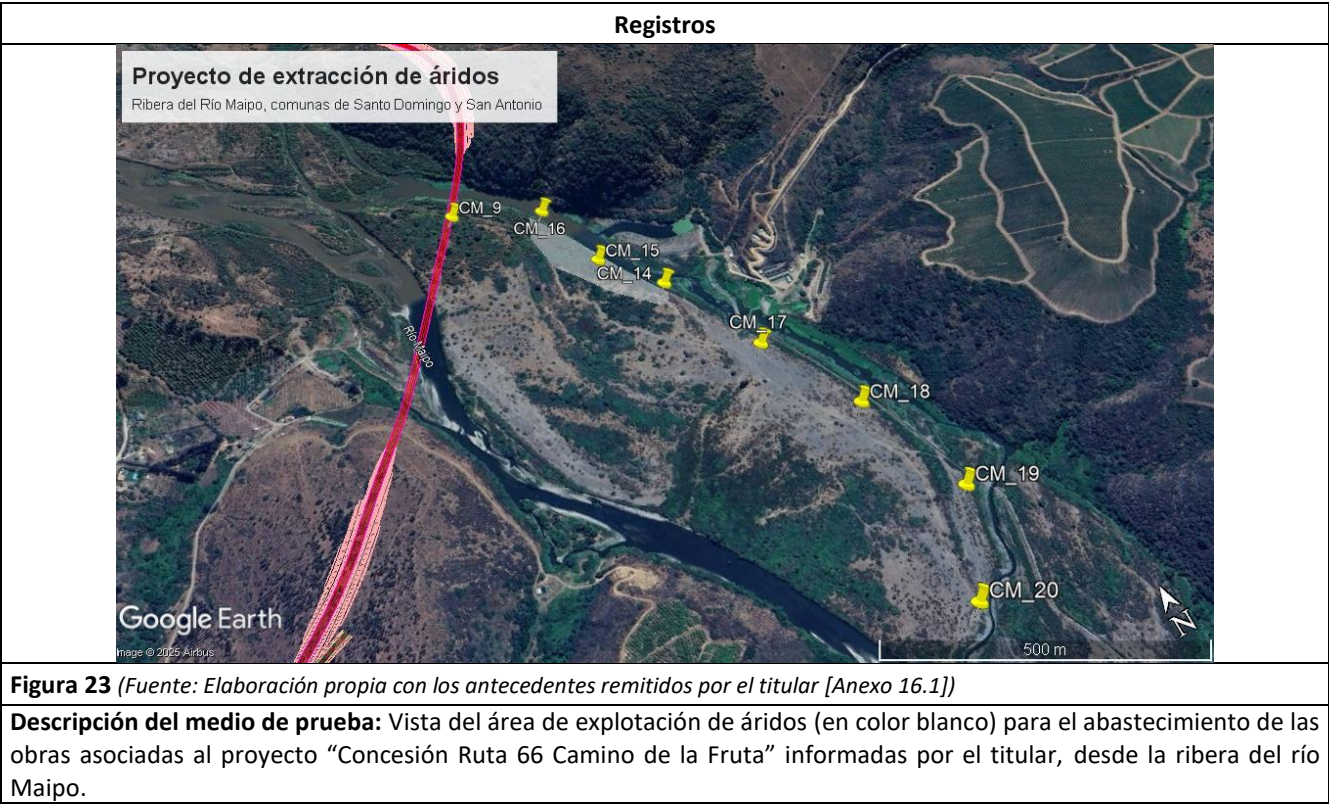 Registros
Proyecto de extracción de áridos
Ribera del Río Maipo, comunas de Santo Domingo y San Antonio
CM_9
CM_16
CM_15
CM_14
CM_17
Río Maipo
CM_18
CM_19
CM_20
N
500 m
Google Earth
Image © 2025 Airbus
Figura 23 (Fuente: Elaboración propia con los antecedentes remitidos por el titular [Anexo 16.1])
Descripción del medio de prueba: Vista del área de explotación de áridos (en color blanco) para el abastecimiento de las
obras asociadas al proyecto “Concesión Ruta 66 Camino de la Fruta” informadas por el titular, desde la ribera del río
Maipo.